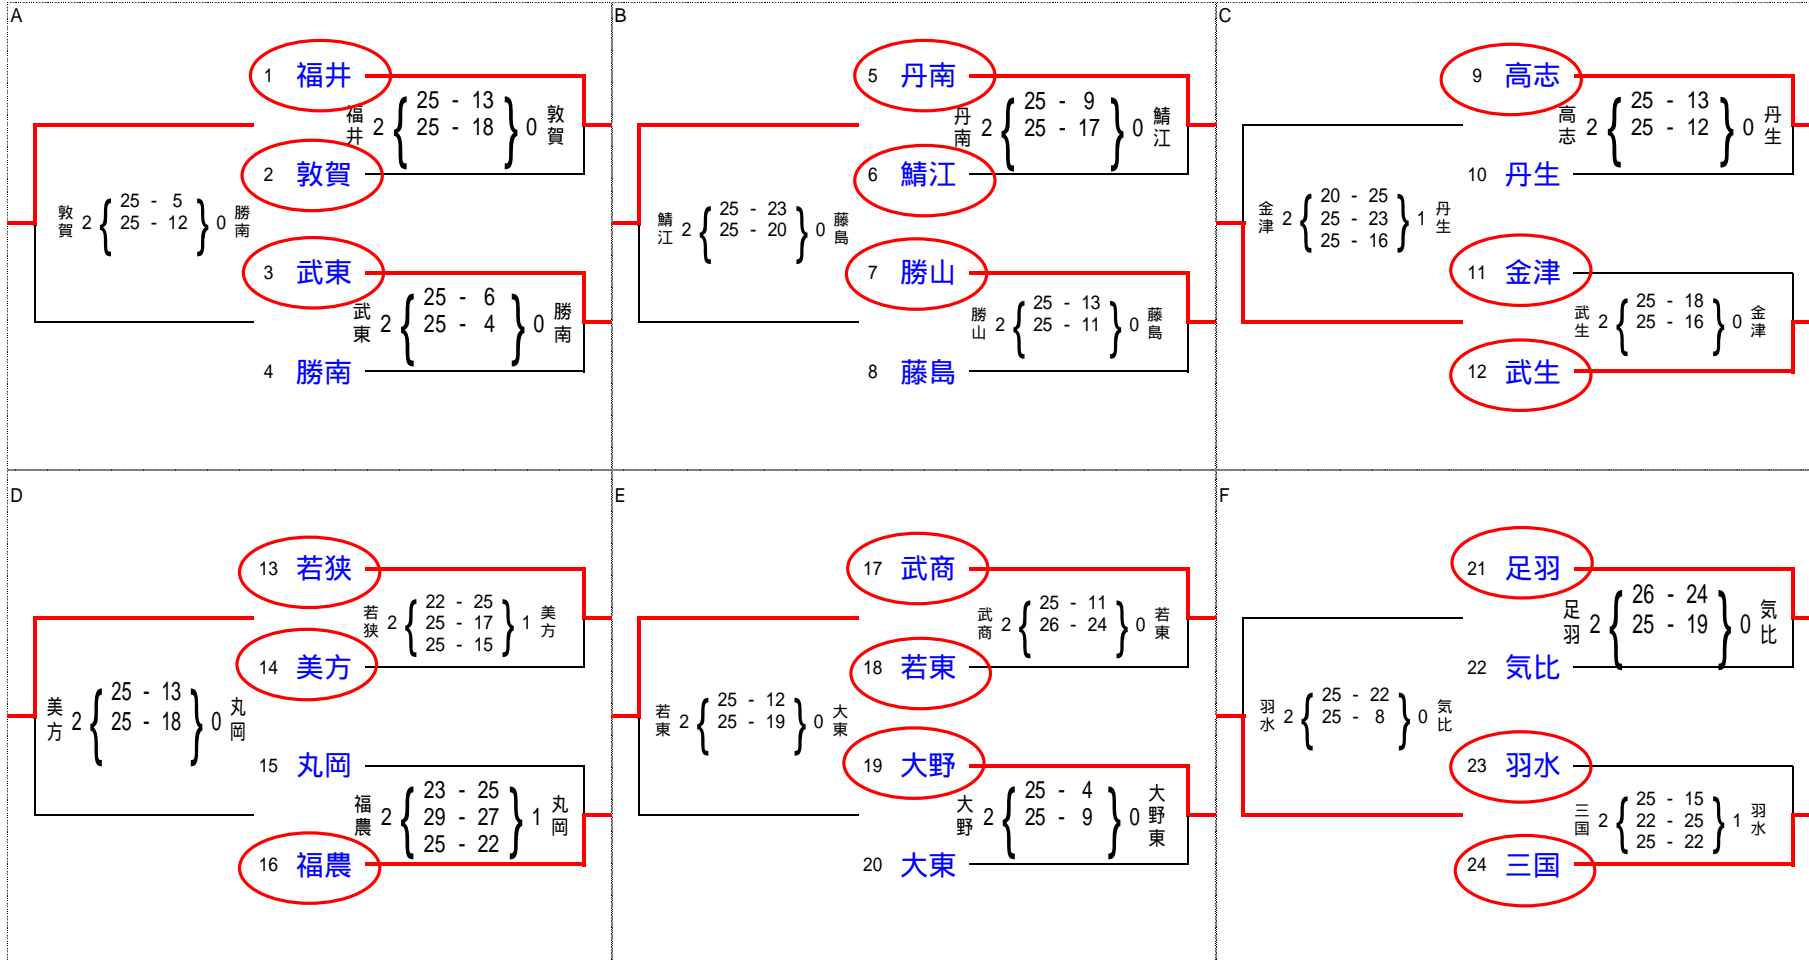 A
1 福井
福井 2 { 25 - 13 } 0 敦賀
25 - 18
2 敦賀
敦賀 2 { 25 - 5 } 0 勝南
25 - 12
3 武東
武東 2 { 25 - 6 } 0 勝南
25 - 4
4 勝南
B
5 丹南
丹南 2 { 25 - 9 } 0 鯖江
25 - 17
6 鯖江
鯖江 2 { 25 - 23 } 0 藤島
25 - 20
7 勝山
勝山 2 { 25 - 13 } 0 藤島
25 - 11
8 藤島
C
9 高志
高志 2 { 25 - 13 } 0 丹生
25 - 12
10 丹生
金津 2 { 20 - 25 } 1 丹生
25 - 23
25 - 16
11 金津
武生 2 { 25 - 18 } 0 金津
25 - 16
12 武生
D
13 若狭
若狭 2 { 22 - 25 } 1 美方
25 - 17
25 - 15
14 美方
美方 2 { 25 - 13 } 0 丸岡
25 - 18
15 丸岡
福農 2 { 23 - 25 } 1 丸岡
29 - 27
25 - 22
16 福農
E
17 武商
武商 2 { 25 - 11 } 0 若東
26 - 24
18 若東
若東 2 { 25 - 12 } 0 大東
25 - 19
19 大野
大野 2 { 25 - 4 } 0 大野東
25 - 9
20 大東
F
21 足羽
足羽 2 { 26 - 24 } 0 気比
25 - 19
22 気比
羽水 2 { 25 - 22 } 0 気比
25 - 8
23 羽水
三国 2 { 25 - 15 } 1 羽水
22 - 25
25 - 22
24 三国